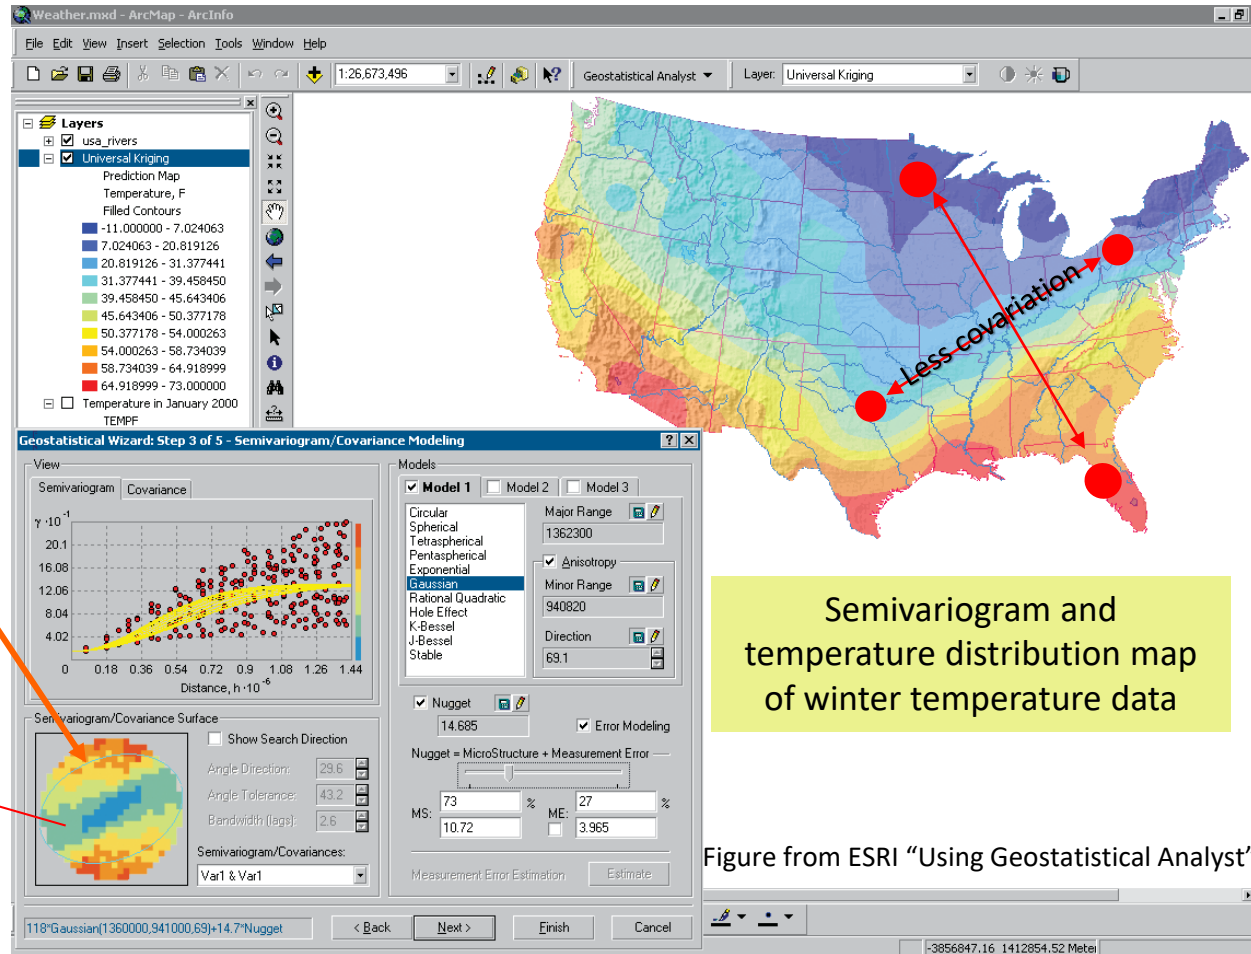 Weather.mxd - ArcMap - ArcInfo
File Edit View Insert Selection Tools Window Help
1:26,673,496 Geostatistical Analyst Layer: Universal Kriging
Layers
usa_rivers
Universal Kriging
Prediction Map
Temperature, F
Filled Contours
-11.000000 - 7.024063
7.024063 - 20.819126
20.819126 - 31.377441
31.377441 - 39.458450
39.458450 - 45.643406
45.643406 - 50.377178
50.377178 - 54.000263
54.000263 - 58.734039
58.734039 - 64.918999
64.918999 - 73.000000
Temperature in January 2000
TEMPF
Less covariation
Geostatistical Wizard: Step 3 of 5 - Semivariogram/Covariance Modeling
View
Semivariogram Covariance
γ·10⁻¹
20.1
16.08
12.06
8.04
4.02
0 0.18 0.36 0.54 0.72 0.9 1.08 1.26 1.44
Distance, h·10⁻⁶
Semivariogram/Covariance Surface
Show Search Direction
Angle Direction: 29.6
Angle Tolerance: 43.2
Bandwidth (lags): 2.6
Semivariogram/Covariances:
Var1 & Var1
Models
Model 1 Model 2 Model 3
Circular
Spherical
Tetraspherical
Pentaspherical
Exponential
Gaussian
Rational Quadratic
Hole Effect
K-Bessel
J-Bessel
Stable
Major Range
1362300
Anisotropy
Minor Range
940820
Direction
69.1
Nugget
14.685
Error Modeling
Nugget = MicroStructure + Measurement Error
MS: 73 % ME: 27 %
10.72 3.965
Measurement Error Estimation Estimate
118*Gaussian(1360000,941000,69)+14.7*Nugget
< Back Next > Finish Cancel
Semivariogram and
temperature distribution map
of winter temperature data
Figure from ESRI “Using Geostatistical Analyst”
-3856847.16 1412854.52 Meter